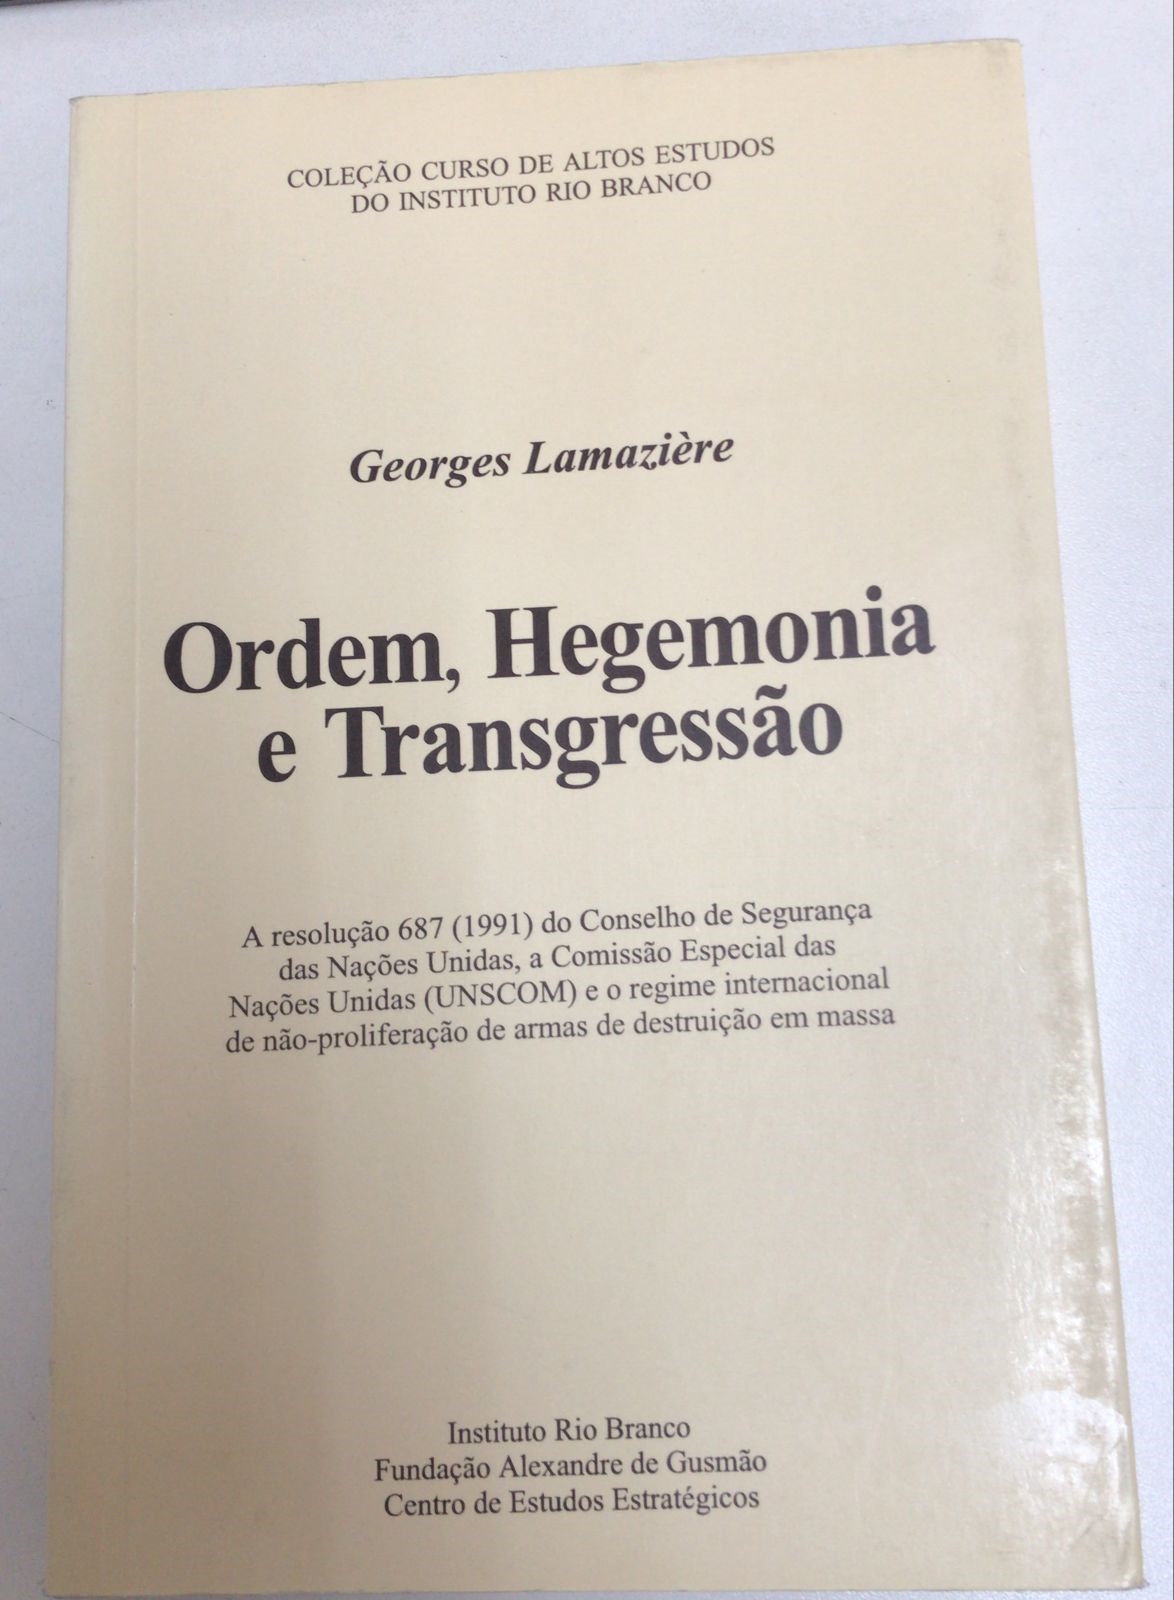 COLEÇÃO CURSO DE ALTOS ESTUDOS
DO INSTITUTO RIO BRANCO
Georges Lamazière
Ordem, Hegemonia
e Transgressão
A resolução 687 (1991) do Conselho de Segurança
das Nações Unidas, a Comissão Especial das
Nações Unidas (UNSCOM) e o regime internacional
de não-proliferação de armas de destruição em massa
Instituto Rio Branco
Fundação Alexandre de Gusmão
Centro de Estudos Estratégicos